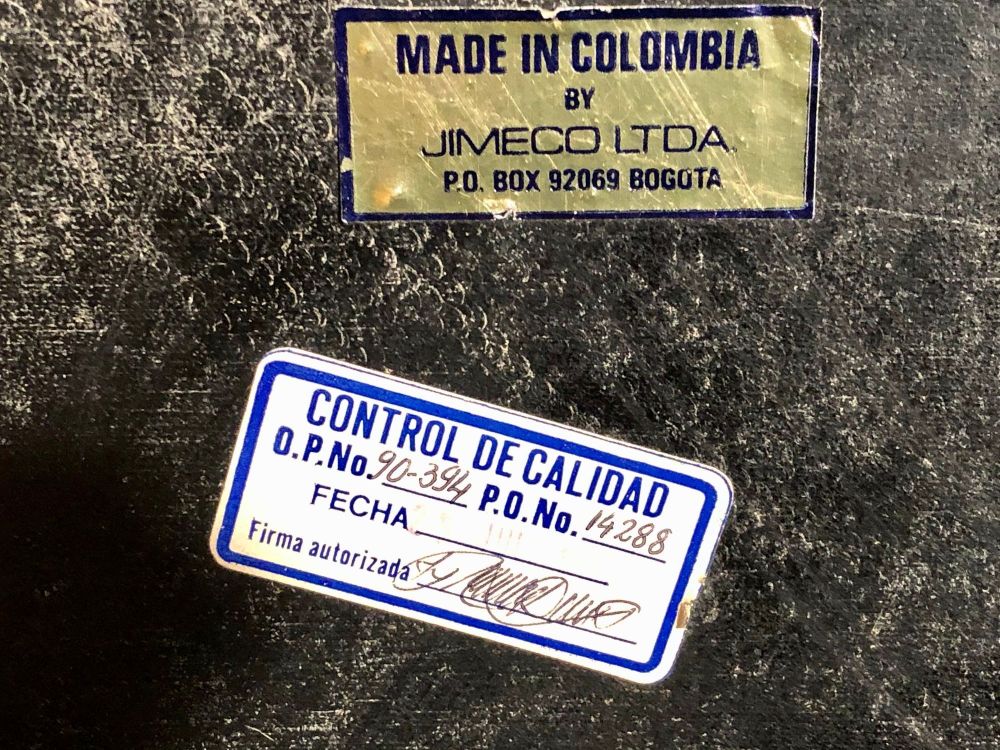 MADE IN COLOMBIA
BY
JIMECO LTDA.
P.O. BOX 92069 BOGOTA
CONTROL DE CALIDAD
O.P.No. 90-394 P.O.No. 14288
FECHA
Firma autorizada